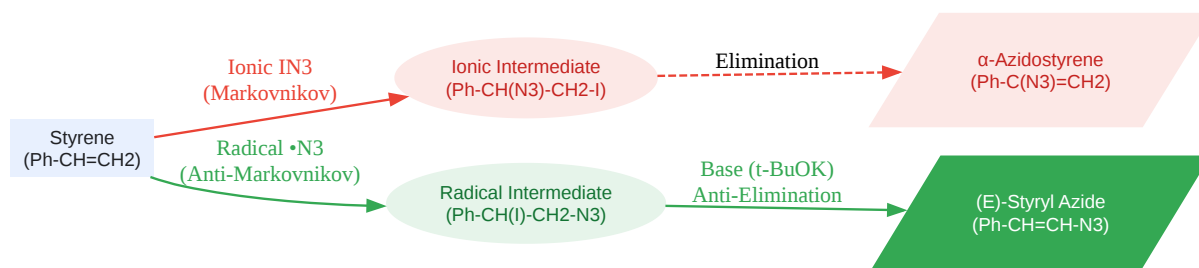 Styrene
(Ph-CH=CH2)
Ionic IN3
(Markovnikov)
Ionic Intermediate
(Ph-CH(N3)-CH2-I)
Elimination
α-Azidostyrene
(Ph-C(N3)=CH2)
Radical •N3
(Anti-Markovnikov)
Radical Intermediate
(Ph-CH(I)-CH2-N3)
Base (t-BuOK)
Anti-Elimination
(E)-Styryl Azide
(Ph-CH=CH-N3)